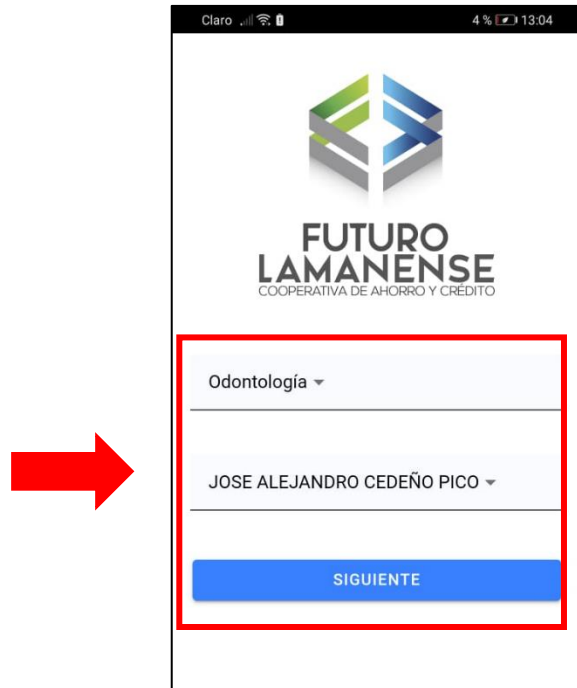 Claro 4 % 13:04
FUTURO
LAMANENSE
COOPERATIVA DE AHORRO Y CRÉDITO
Odontología
JOSE ALEJANDRO CEDEÑO PICO
SIGUIENTE